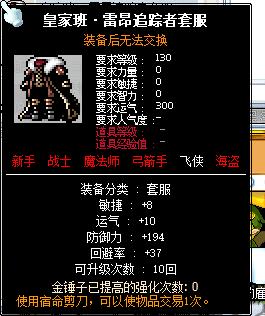 皇家班·雷昂追踪者套服
装备后无法交换
要求等级: 130
要求力量: 0
要求敏捷: 0
要求智力: 0
要求运气: 300
要求人气度: -
道具等级: -
道具经验值: -
新手 战士 魔法师 弓箭手 飞侠 海盗
装备分类 : 套服
敏捷 : +8
运气 : +10
防御力 : +194
回避率 : +37
可升级次数 : 10回
金锤子已提高的强化次数: 0
使用宿命剪刀，可以使物品交易1次。